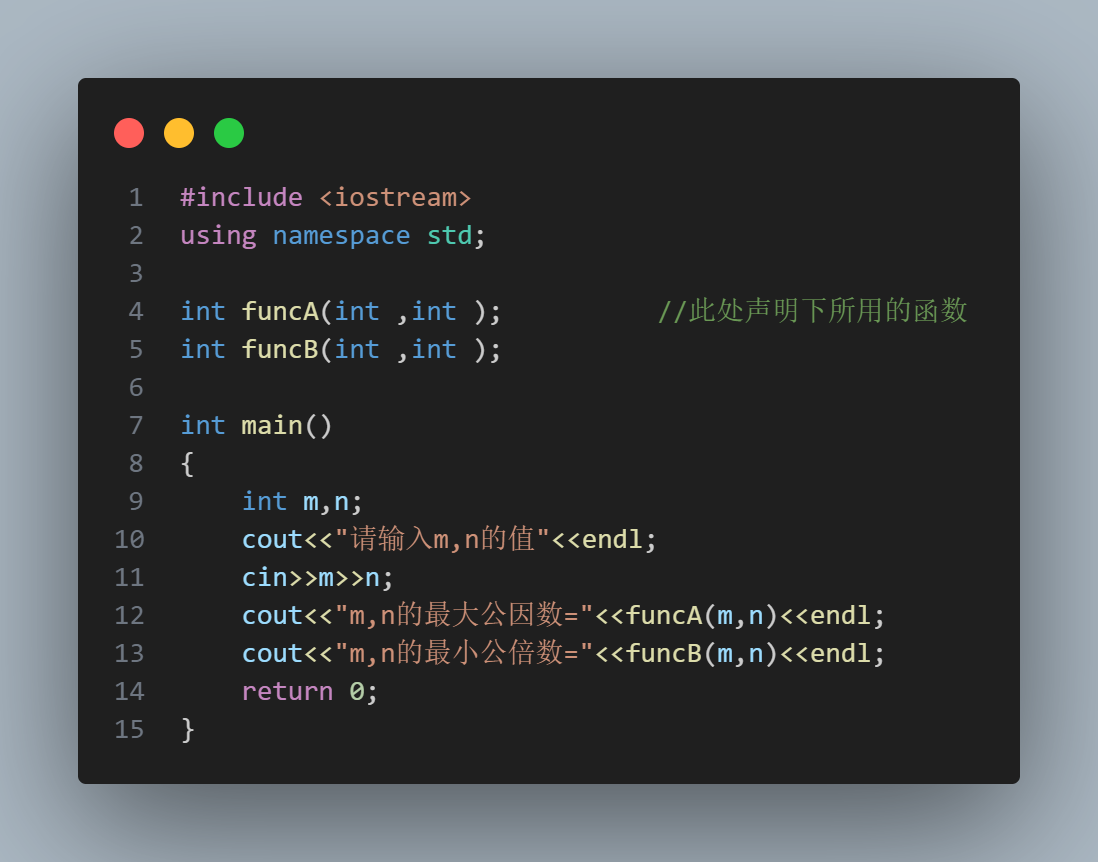 1 #include <iostream>
2 using namespace std;
3
4 int funcA(int ,int );          //此处声明下所用的函数
5 int funcB(int ,int );
6
7 int main()
8 {
9     int m,n;
10     cout<<"请输入m,n的值"<<endl;
11     cin>>m>>n;
12     cout<<"m,n的最大公因数="<<funcA(m,n)<<endl;
13     cout<<"m,n的最小公倍数="<<funcB(m,n)<<endl;
14     return 0;
15 }